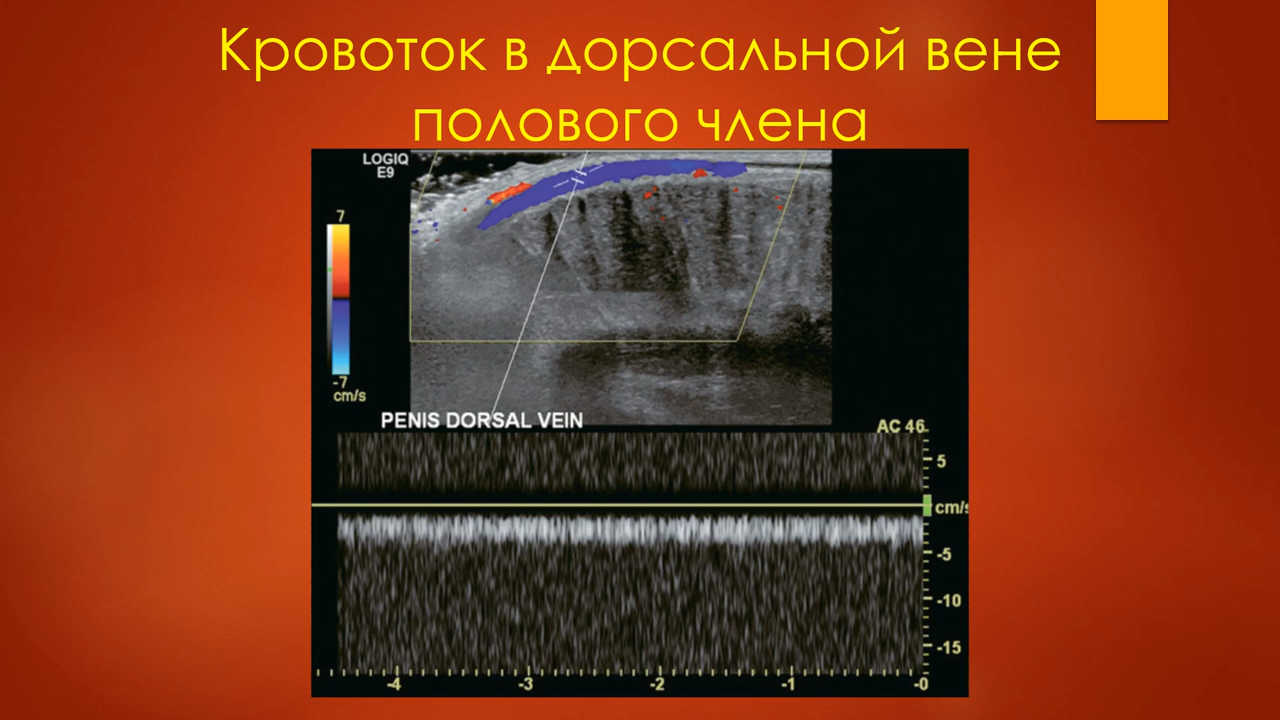 Кровоток в дорсальной вене
полового члена
LOGIQ
E9
7
-7
cm/s
PENIS DORSAL VEIN
AC 46
5
cm/s
-5
-10
-15
-4 -3 -2 -1 -0